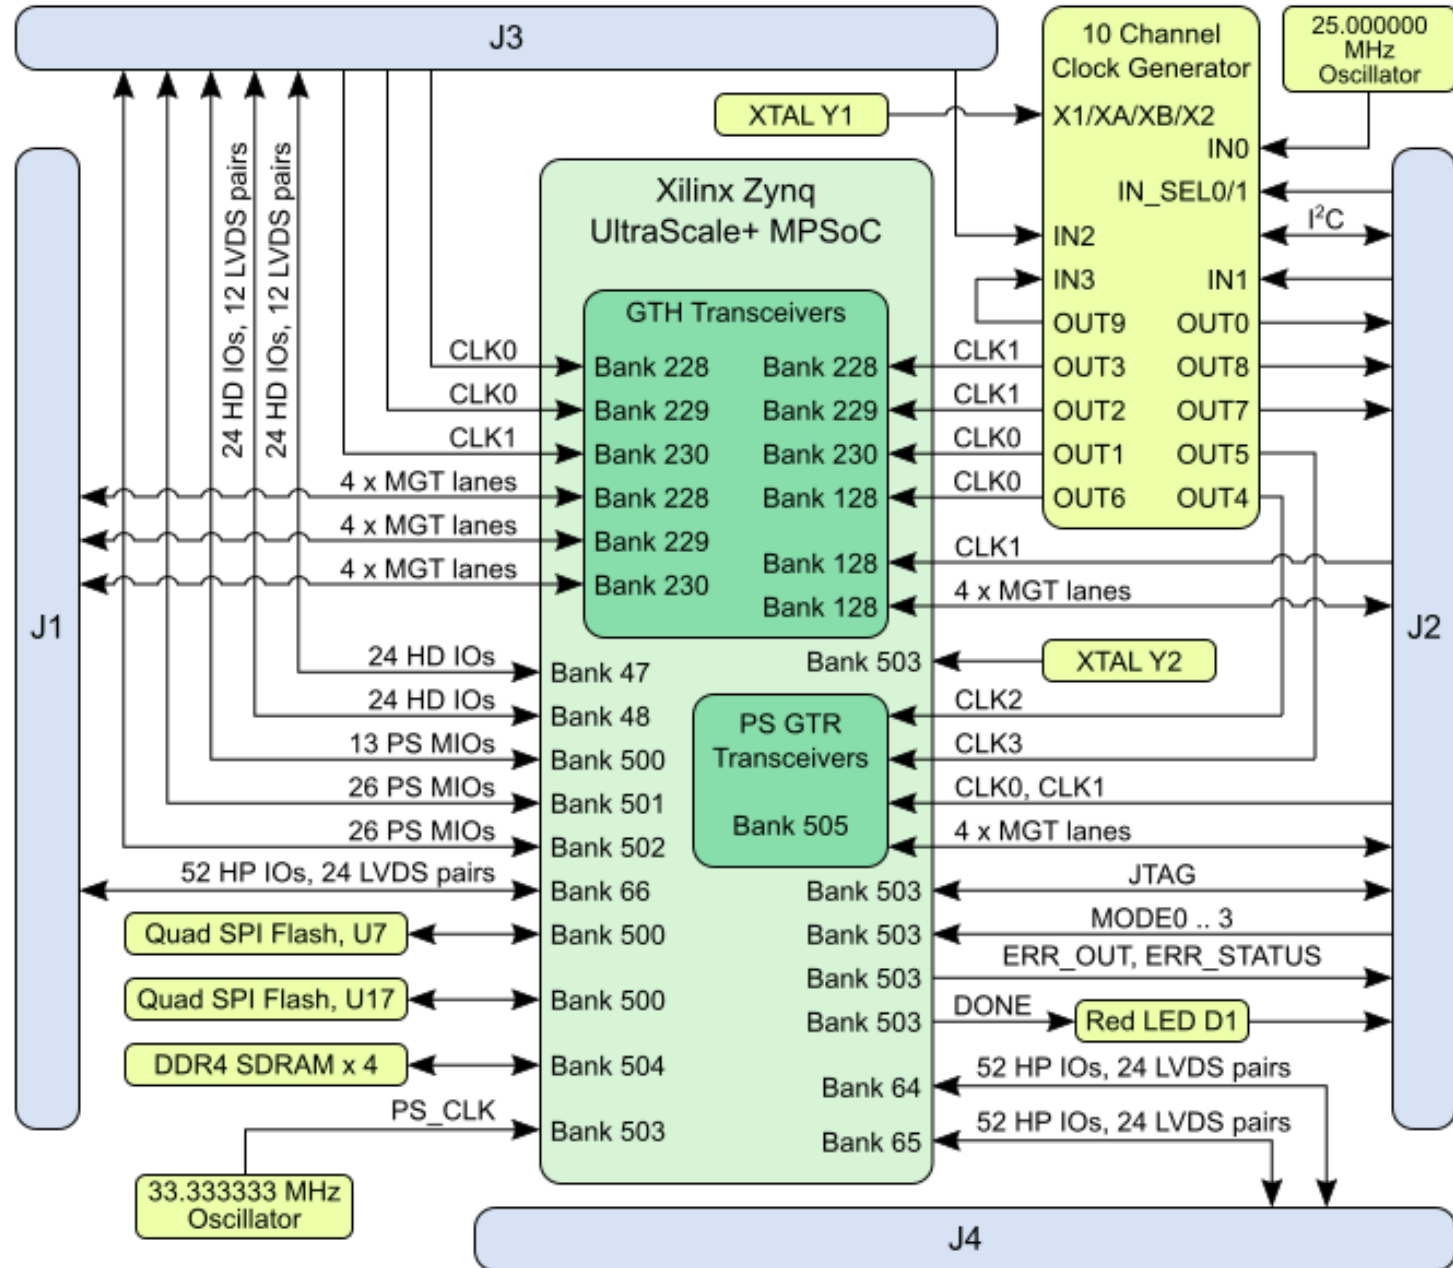 J3
10 Channel
Clock Generator
25.000000
MHz
Oscillator
XTAL Y1
X1/XA/XB/X2
IN0
IN_SEL0/1
I²C
IN2
IN3
IN1
OUT9
OUT0
OUT3
OUT8
OUT2
OUT7
OUT1
OUT5
OUT6
OUT4
24 HD IOs, 12 LVDS pairs
24 HD IOs, 12 LVDS pairs
Xilinx Zynq
UltraScale+ MPSoC
GTH Transceivers
CLK0
Bank 228
Bank 228
CLK1
CLK0
Bank 229
Bank 229
CLK1
CLK1
Bank 230
Bank 230
CLK0
4 x MGT lanes
Bank 228
Bank 128
CLK0
4 x MGT lanes
Bank 229
Bank 128
CLK1
4 x MGT lanes
Bank 230
Bank 128
4 x MGT lanes
J1
J2
24 HD IOs
Bank 47
Bank 503
XTAL Y2
24 HD IOs
Bank 48
PS GTR
Transceivers
Bank 505
CLK2
13 PS MIOs
Bank 500
CLK3
26 PS MIOs
Bank 501
CLK0, CLK1
26 PS MIOs
Bank 502
4 x MGT lanes
52 HP IOs, 24 LVDS pairs
Bank 66
Bank 503
JTAG
Quad SPI Flash, U7
Bank 500
Bank 503
MODE0 .. 3
Quad SPI Flash, U17
Bank 500
Bank 503
ERR_OUT, ERR_STATUS
Bank 503
DONE
Red LED D1
DDR4 SDRAM x 4
Bank 504
Bank 64
52 HP IOs, 24 LVDS pairs
PS_CLK
Bank 503
Bank 65
52 HP IOs, 24 LVDS pairs
33.333333 MHz
Oscillator
J4